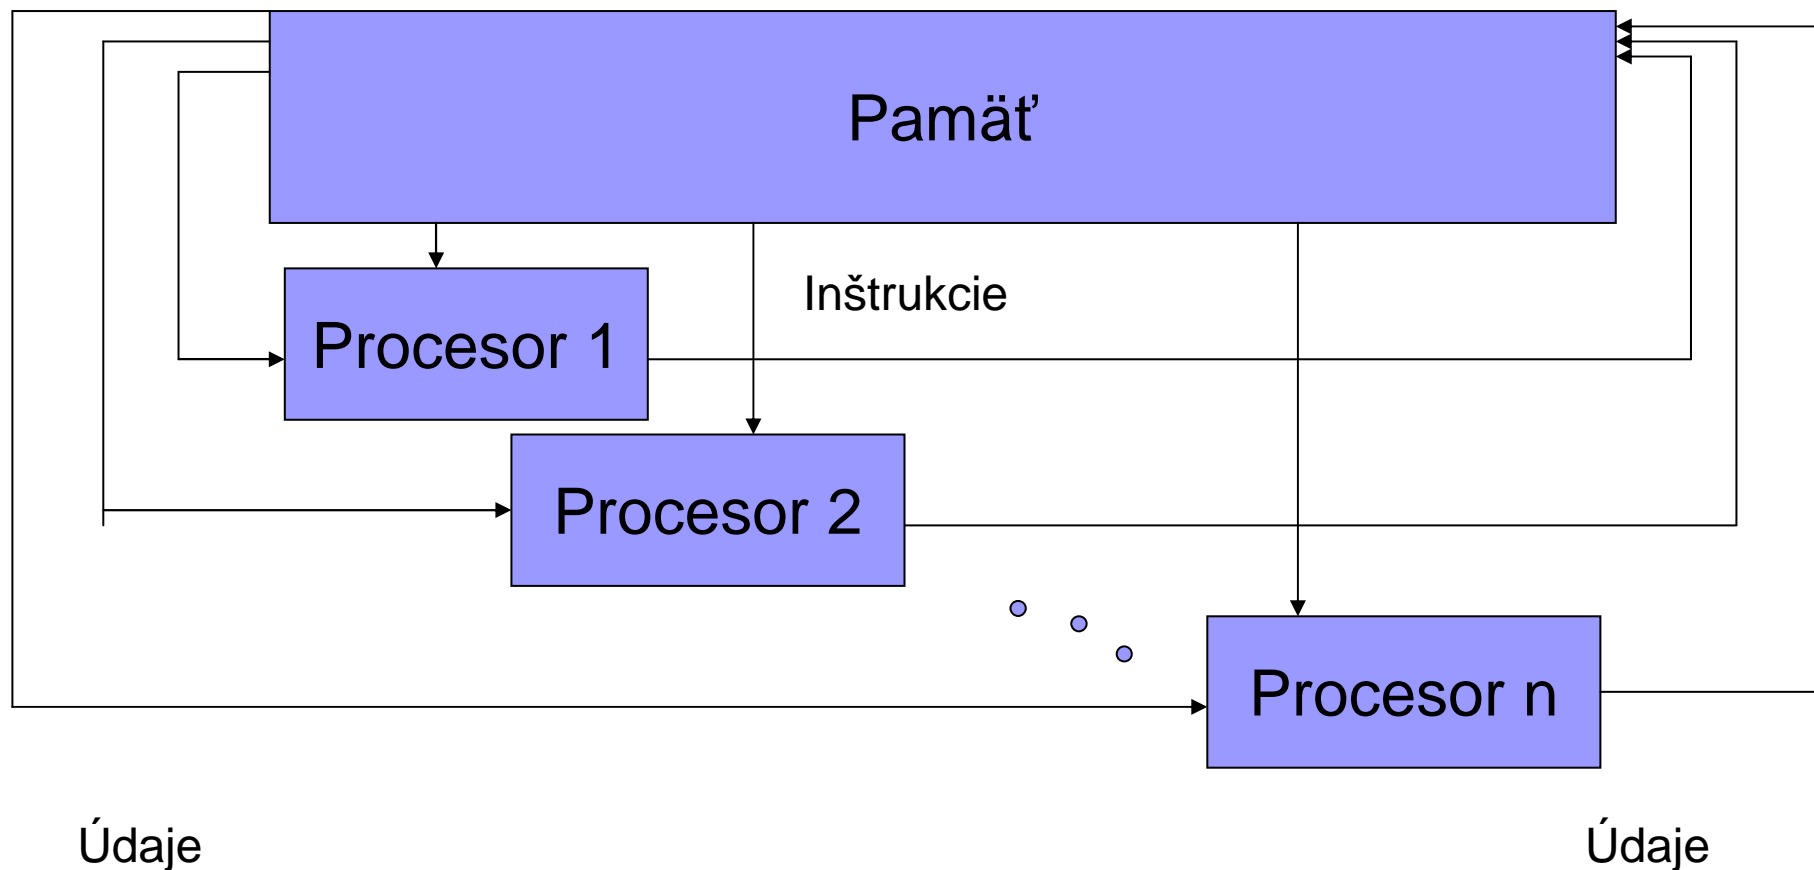 Pamäť
Inštrukcie
Procesor 1
Procesor 2
Procesor n
Údaje
Údaje